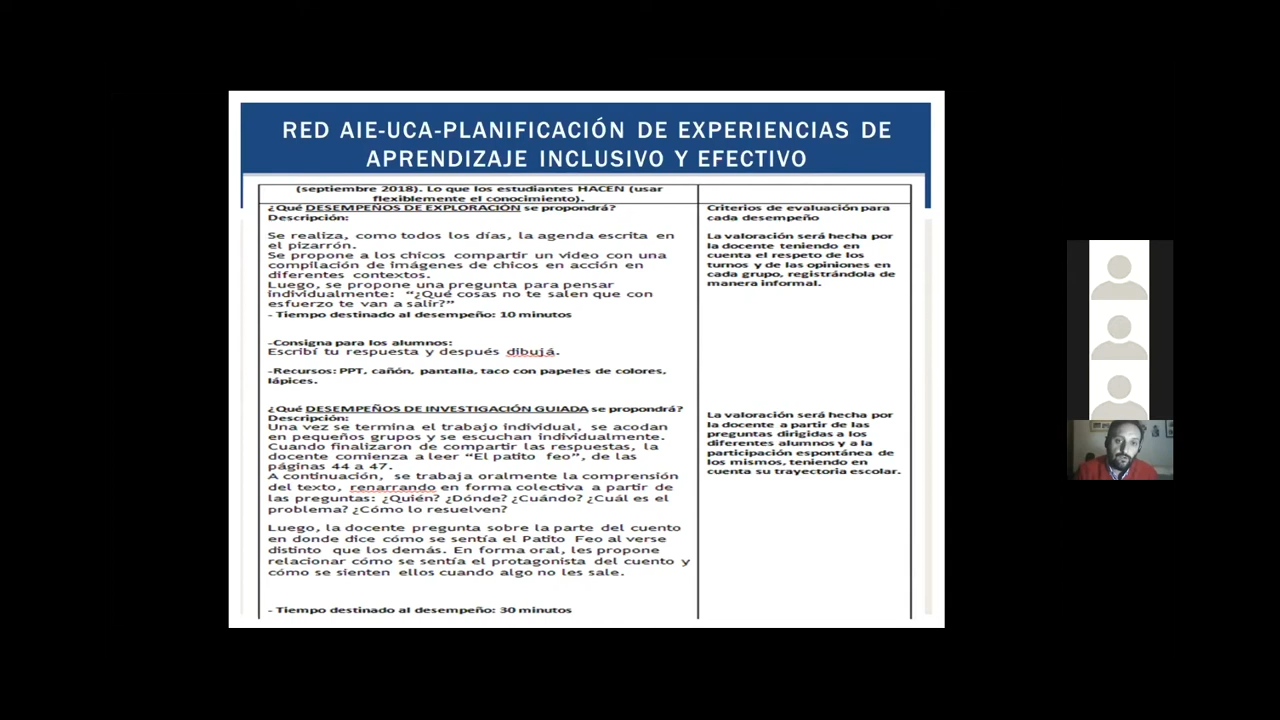 RED AIE-UCA-PLANIFICACIÓN DE EXPERIENCIAS DE
APRENDIZAJE INCLUSIVO Y EFECTIVO
(septiembre 2018). Lo que los estudiantes HACEN (usar
flexiblemente el conocimiento).
¿Qué DESEMPEÑOS DE EXPLORACIÓN se propondrá?
Descripción:
Se realiza, como todos los días, la agenda escrita en
el pizarrón.
Se propone a los chicos compartir un video con una
compilación de imágenes de chicos en acción en
diferentes contextos.
Luego, se propone una pregunta para pensar
individualmente: “¿Qué cosas no te salen que con
esfuerzo te van a salir?”
- Tiempo destinado al desempeño: 10 minutos
-Consigna para los alumnos:
Escribí tu respuesta y después dibujá.
-Recursos: PPT, cañón, pantalla, taco con papeles de colores,
lápices.
¿Qué DESEMPEÑOS DE INVESTIGACIÓN GUIADA se propondrá?
Descripción:
Una vez se termina el trabajo individual, se acodan
en pequeños grupos y se escuchan individualmente.
Cuando finalizaron de compartir las respuestas, la
docente comienza a leer “El patito feo”, de las
páginas 44 a 47.
A continuación, se trabaja oralmente la comprensión
del texto, renarrando en forma colectiva a partir de
las preguntas: ¿Quién? ¿Dónde? ¿Cuándo? ¿Cuál es el
problema? ¿Cómo lo resuelven?
Luego, la docente pregunta sobre la parte del cuento
en donde dice cómo se sentía el Patito Feo al verse
distinto que los demás. En forma oral, les propone
relacionar cómo se sentía el protagonista del cuento y
cómo se sienten ellos cuando algo no les sale.
- Tiempo destinado al desempeño: 30 minutos
Criterios de evaluación para
cada desempeño
La valoración será hecha por
la docente teniendo en
cuenta el respeto de los
turnos y de las opiniones en
cada grupo, registrándola de
manera informal.
La valoración será hecha por
la docente a partir de las
preguntas dirigidas a los
diferentes alumnos y a la
participación espontánea de
los mismos, teniendo en
cuenta su trayectoria escolar.